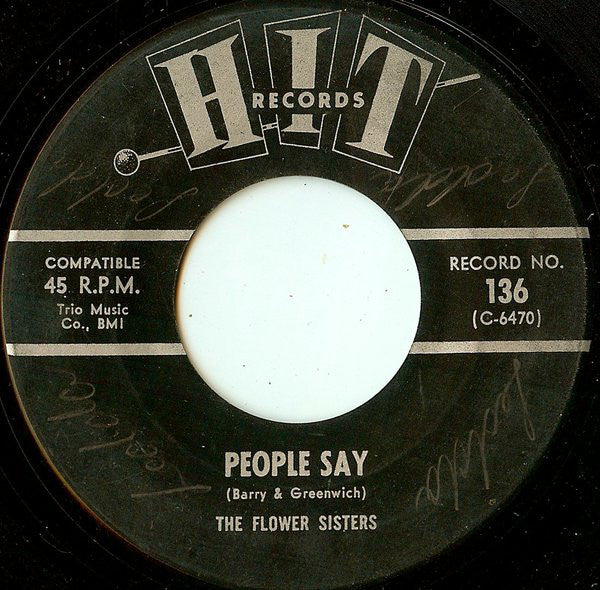 HIT
RECORDS
COMPATIBLE
45 R.P.M.
Trio Music
Co., BMI
RECORD NO.
136
(C-6470)
PEOPLE SAY
(Barry & Greenwich)
THE FLOWER SISTERS